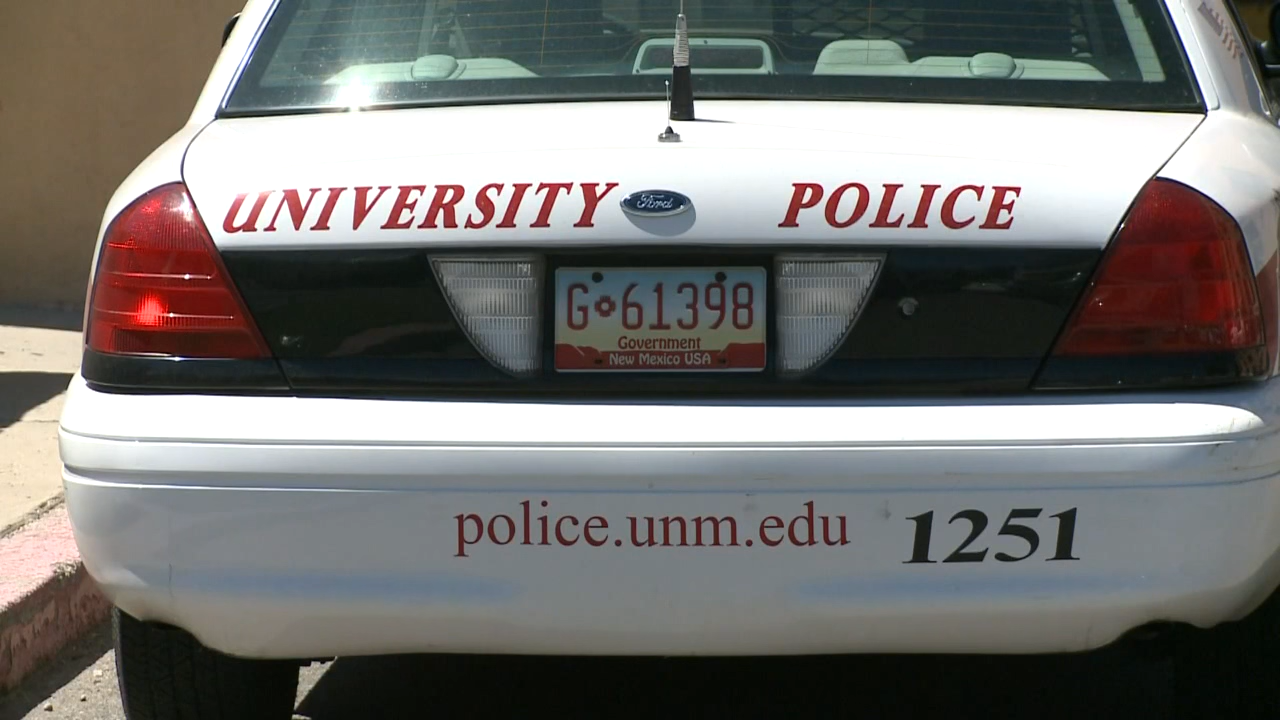 UNIVERSITY Ford POLICE
G 61398
Government
New Mexico USA
police.unm.edu 1251